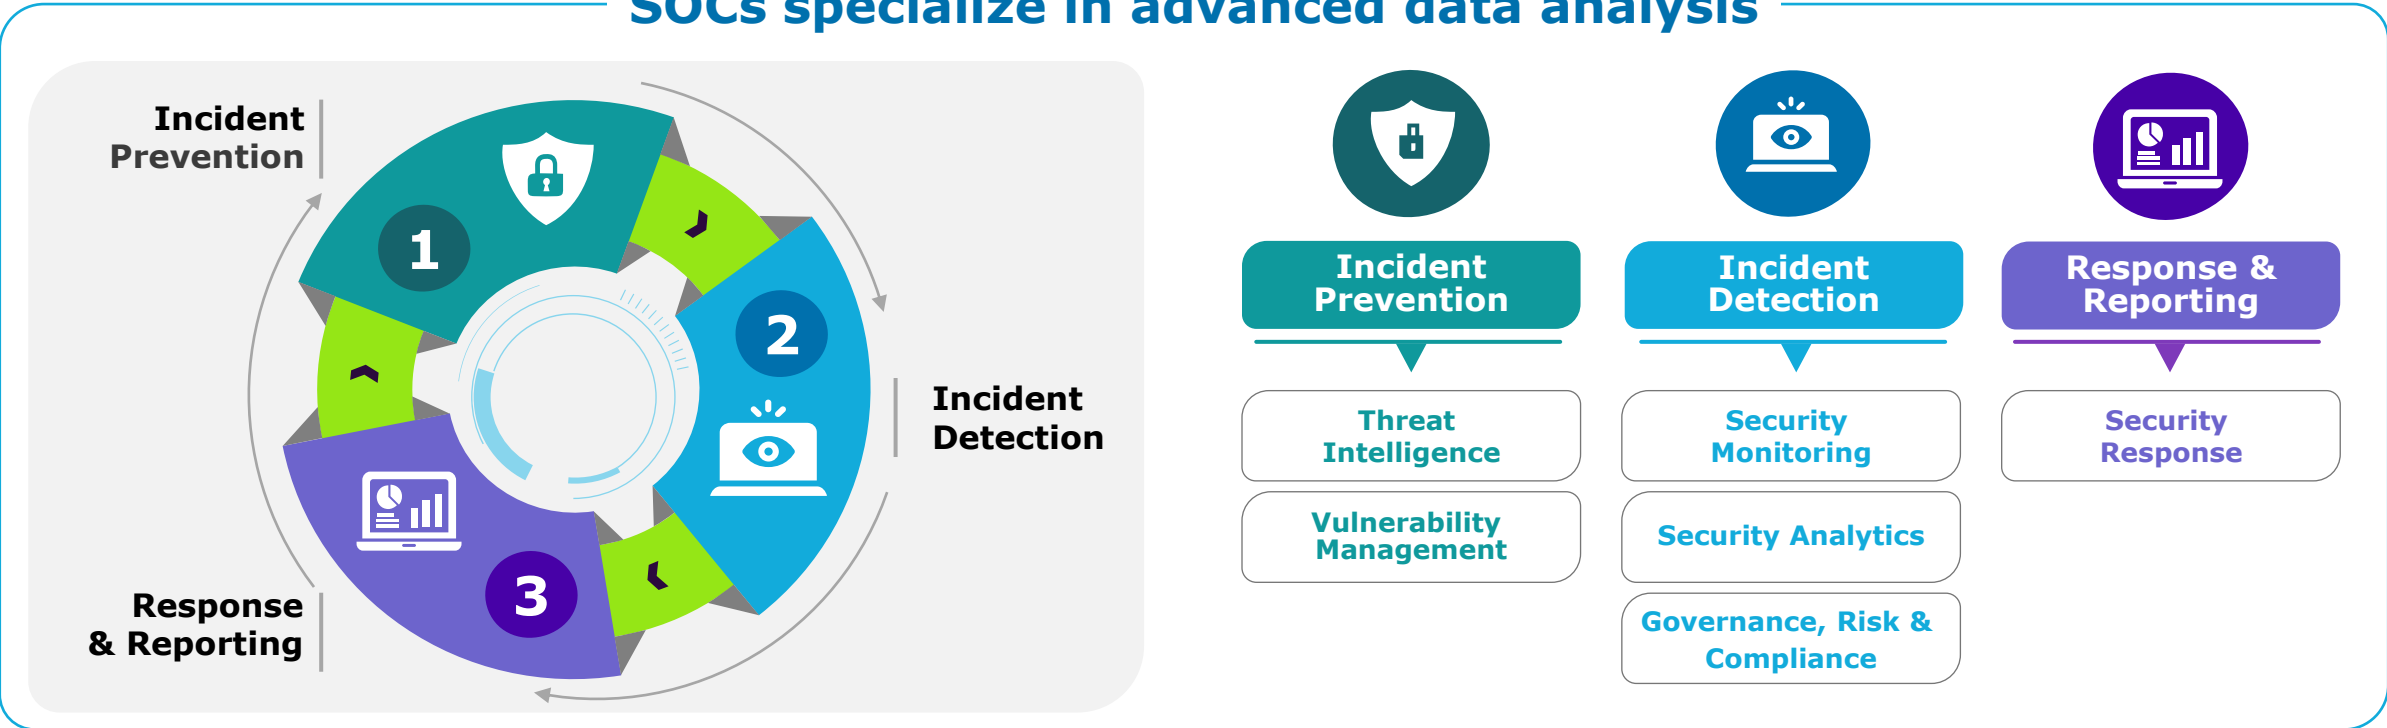 SOCs specialize in advanced data analysis
Incident
Prevention
1
2
Incident
Detection
3
Response
& Reporting
Incident
Prevention
Threat
Intelligence
Vulnerability
Management
Incident
Detection
Security
Monitoring
Security Analytics
Governance, Risk &
Compliance
Response &
Reporting
Security
Response